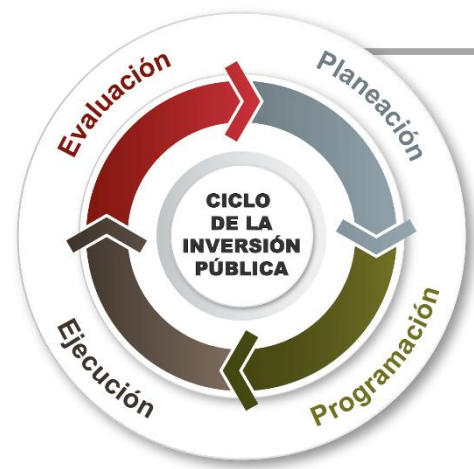 CICLO
DE LA
INVERSIÓN
PÚBLICA
Planeación
Programación
Ejecución
Evaluación